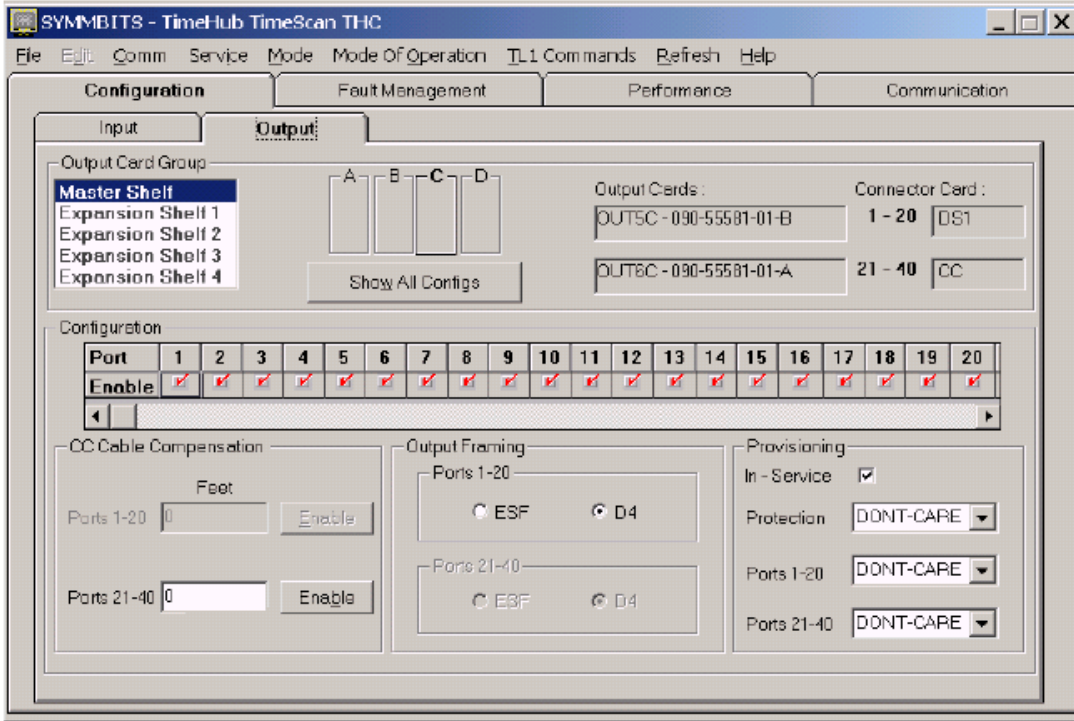 SYMMBITS - TimeHub TimeScan THC
File Edit Comm Service Mode Mode Of Operation TL1 Commands Refresh Help
Configuration Fault Management Performance Communication
Input Output
Output Card Group
Master Shelf
Expansion Shelf 1
Expansion Shelf 2
Expansion Shelf 3
Expansion Shelf 4
A B C D
Show All Configs
Output Cards : Connector Card :
OUT5C - 090-55581-01-B 1 - 20 DS1
OUT6C - 090-55581-01-A 21 - 40 CC
Configuration
Port 1 2 3 4 5 6 7 8 9 10 11 12 13 14 15 16 17 18 19 20
Enable
CC Cable Compensation
Feet
Ports 1-20 0 Enable
Ports 21-40 0 Enable
Output Framing
Ports 1-20
ESF D4
Ports 21-40
ESF D4
Provisioning
In - Service
Protection DONT-CARE
Ports 1-20 DONT-CARE
Ports 21-40 DONT-CARE